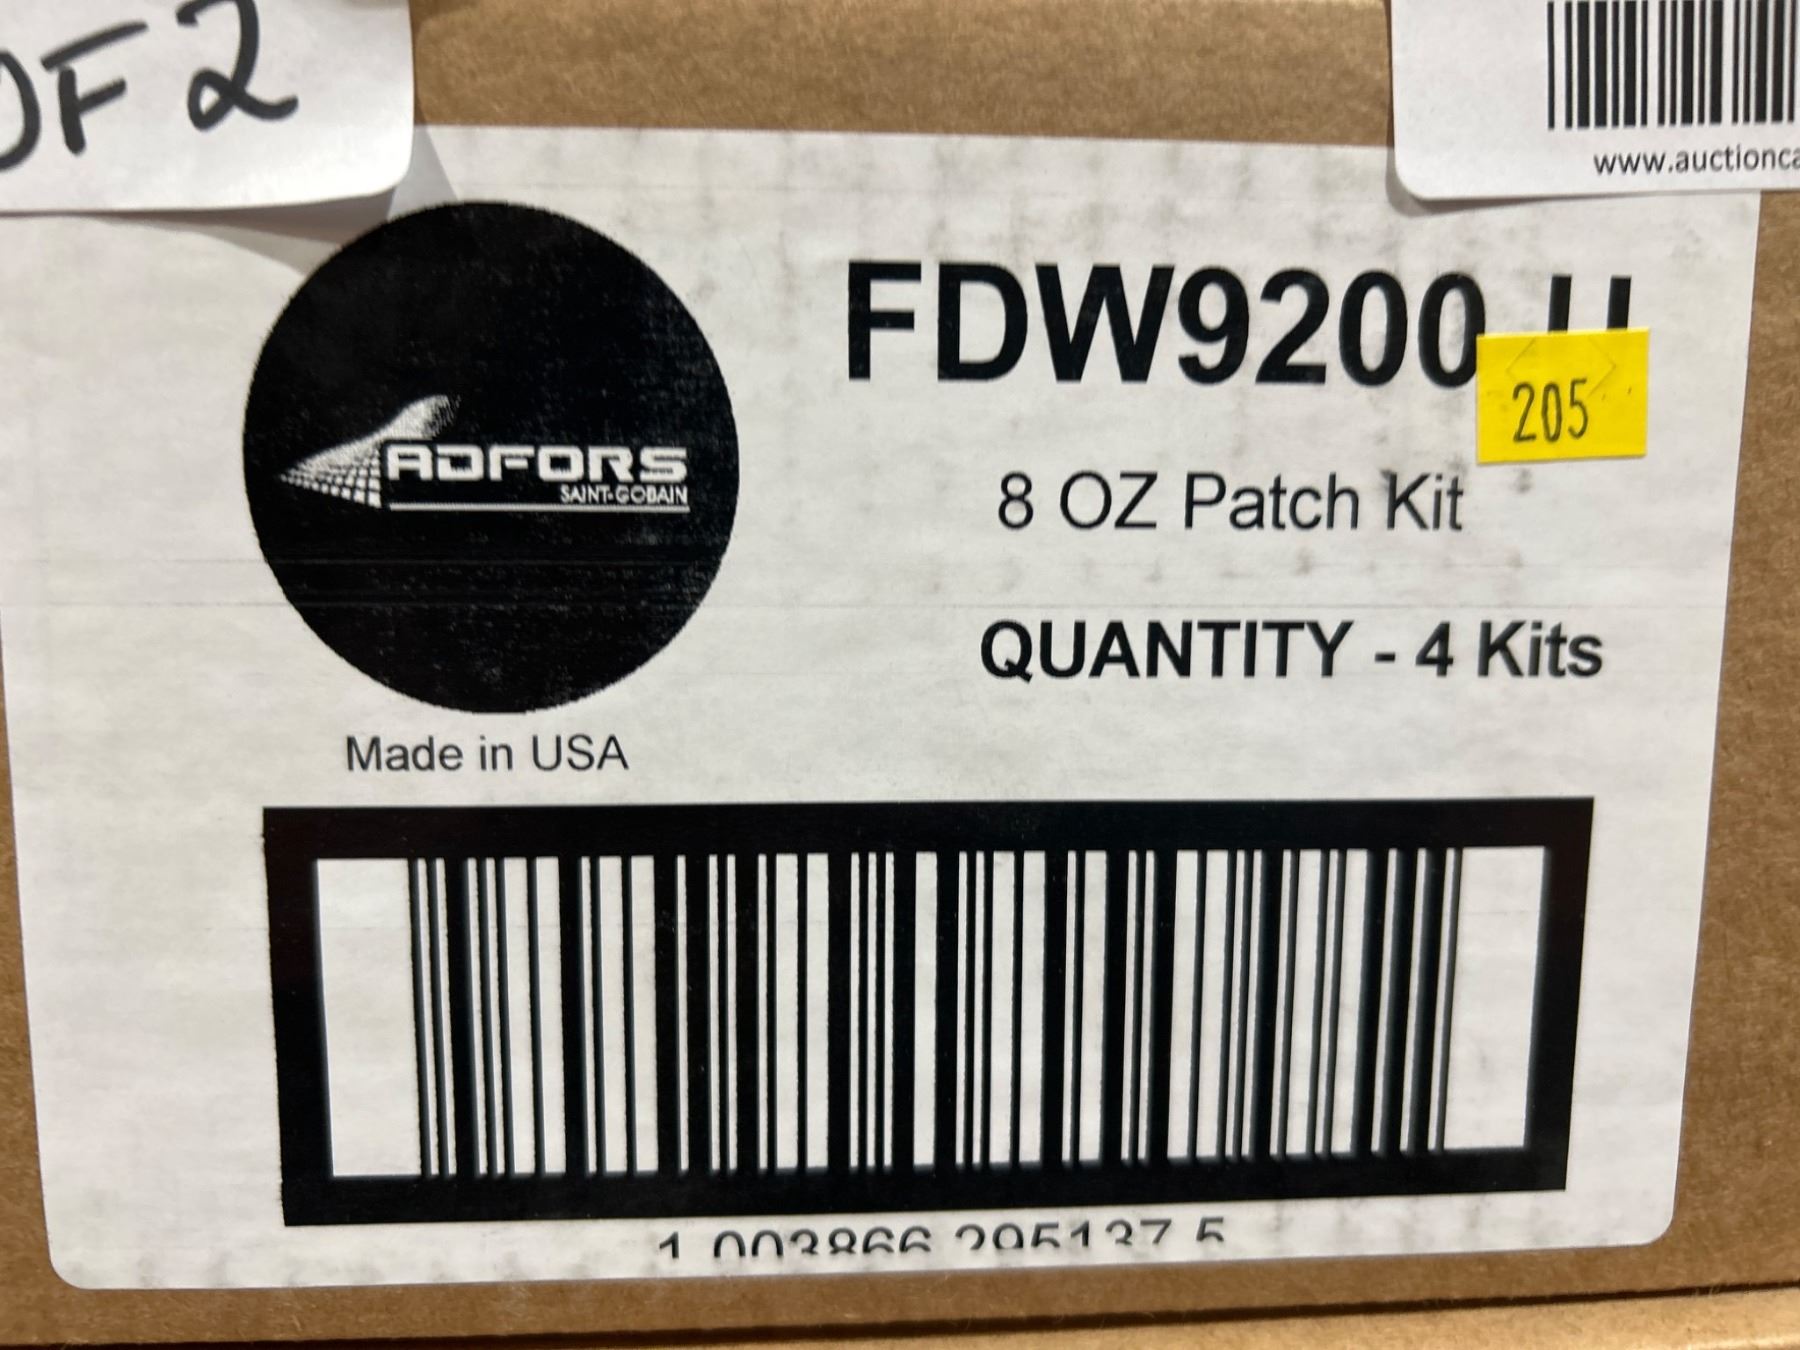 OF 2
www.auctionca
FDW9200
205
ADFORS
SAINT-GOBAIN
8 OZ Patch Kit
QUANTITY - 4 Kits
Made in USA